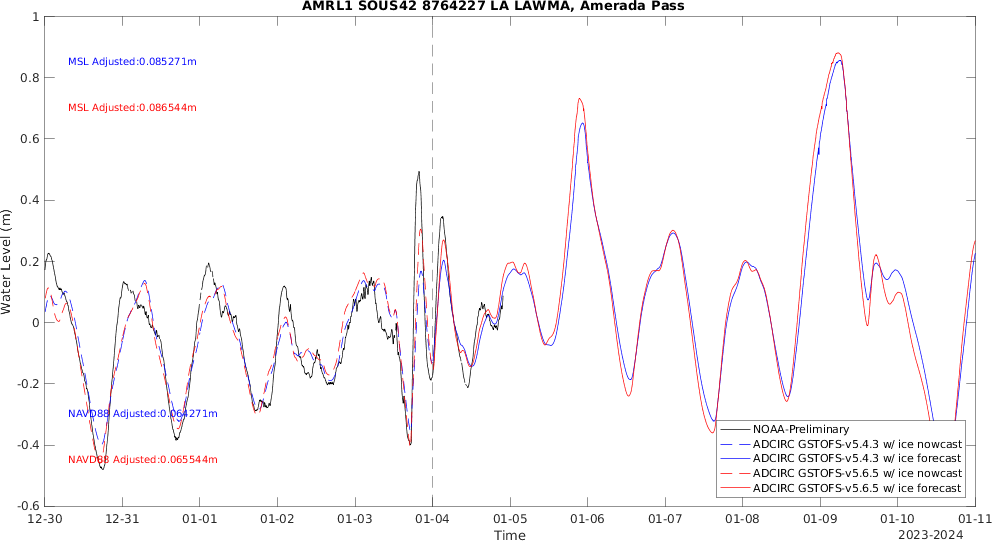 AMRL1 SOUS42 8764227 LA LAWMA, Amerada Pass
1
0.8
0.6
0.4
0.2
0
-0.2
-0.4
-0.6
Water Level (m)
MSL Adjusted:0.085271m
MSL Adjusted:0.086544m
NAVD88 Adjusted:0.064271m
NAVD88 Adjusted:0.065544m
NOAA-Preliminary
ADCIRC GSTOFS-v5.4.3 w/ ice nowcast
ADCIRC GSTOFS-v5.4.3 w/ ice forecast
ADCIRC GSTOFS-v5.6.5 w/ ice nowcast
ADCIRC GSTOFS-v5.6.5 w/ ice forecast
12-30 12-31 01-01 01-02 01-03 01-04 01-05 01-06 01-07 01-08 01-09 01-10 01-11
Time
2023-2024